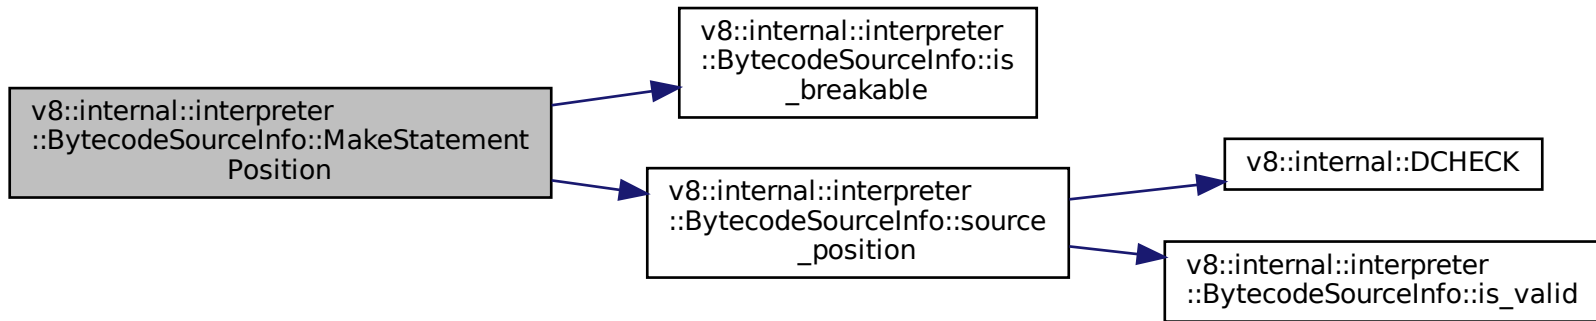 v8::internal::interpreter
::BytecodeSourceInfo::MakeStatement
Position
v8::internal::interpreter
::BytecodeSourceInfo::is
_breakable
v8::internal::interpreter
::BytecodeSourceInfo::source
_position
v8::internal::DCHECK
v8::internal::interpreter
::BytecodeSourceInfo::is_valid